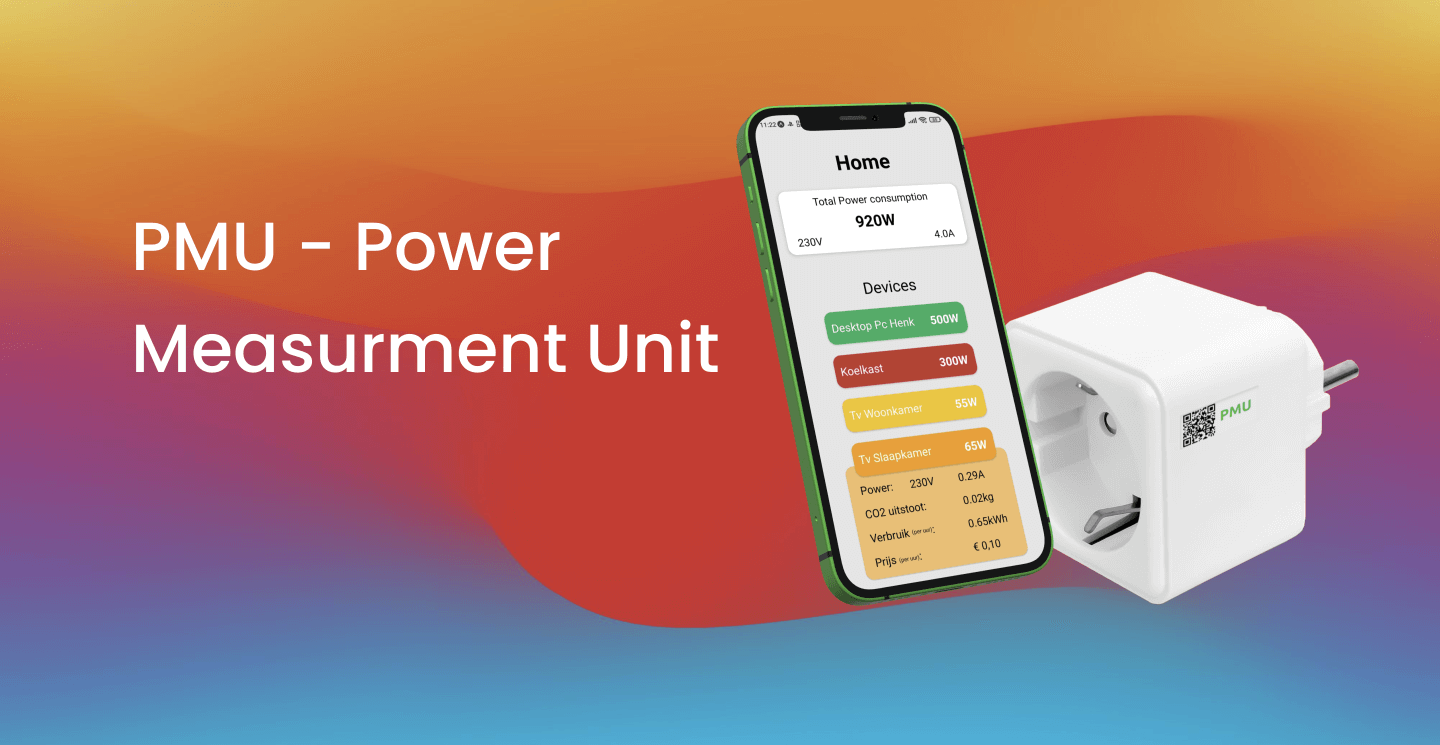 PMU - Power
Measurment Unit
11:22
Home
Total Power consumption
920W
230V 4.0A
Devices
Desktop Pc Henk 500W
Koelkast 300W
Tv Woonkamer 55W
Tv Slaapkamer 65W
Power: 230V 0.29A
CO2 uitstoot: 0.02kg
Verbruik (per uur): 0.65kWh
Prijs (per uur): € 0,10
PMU